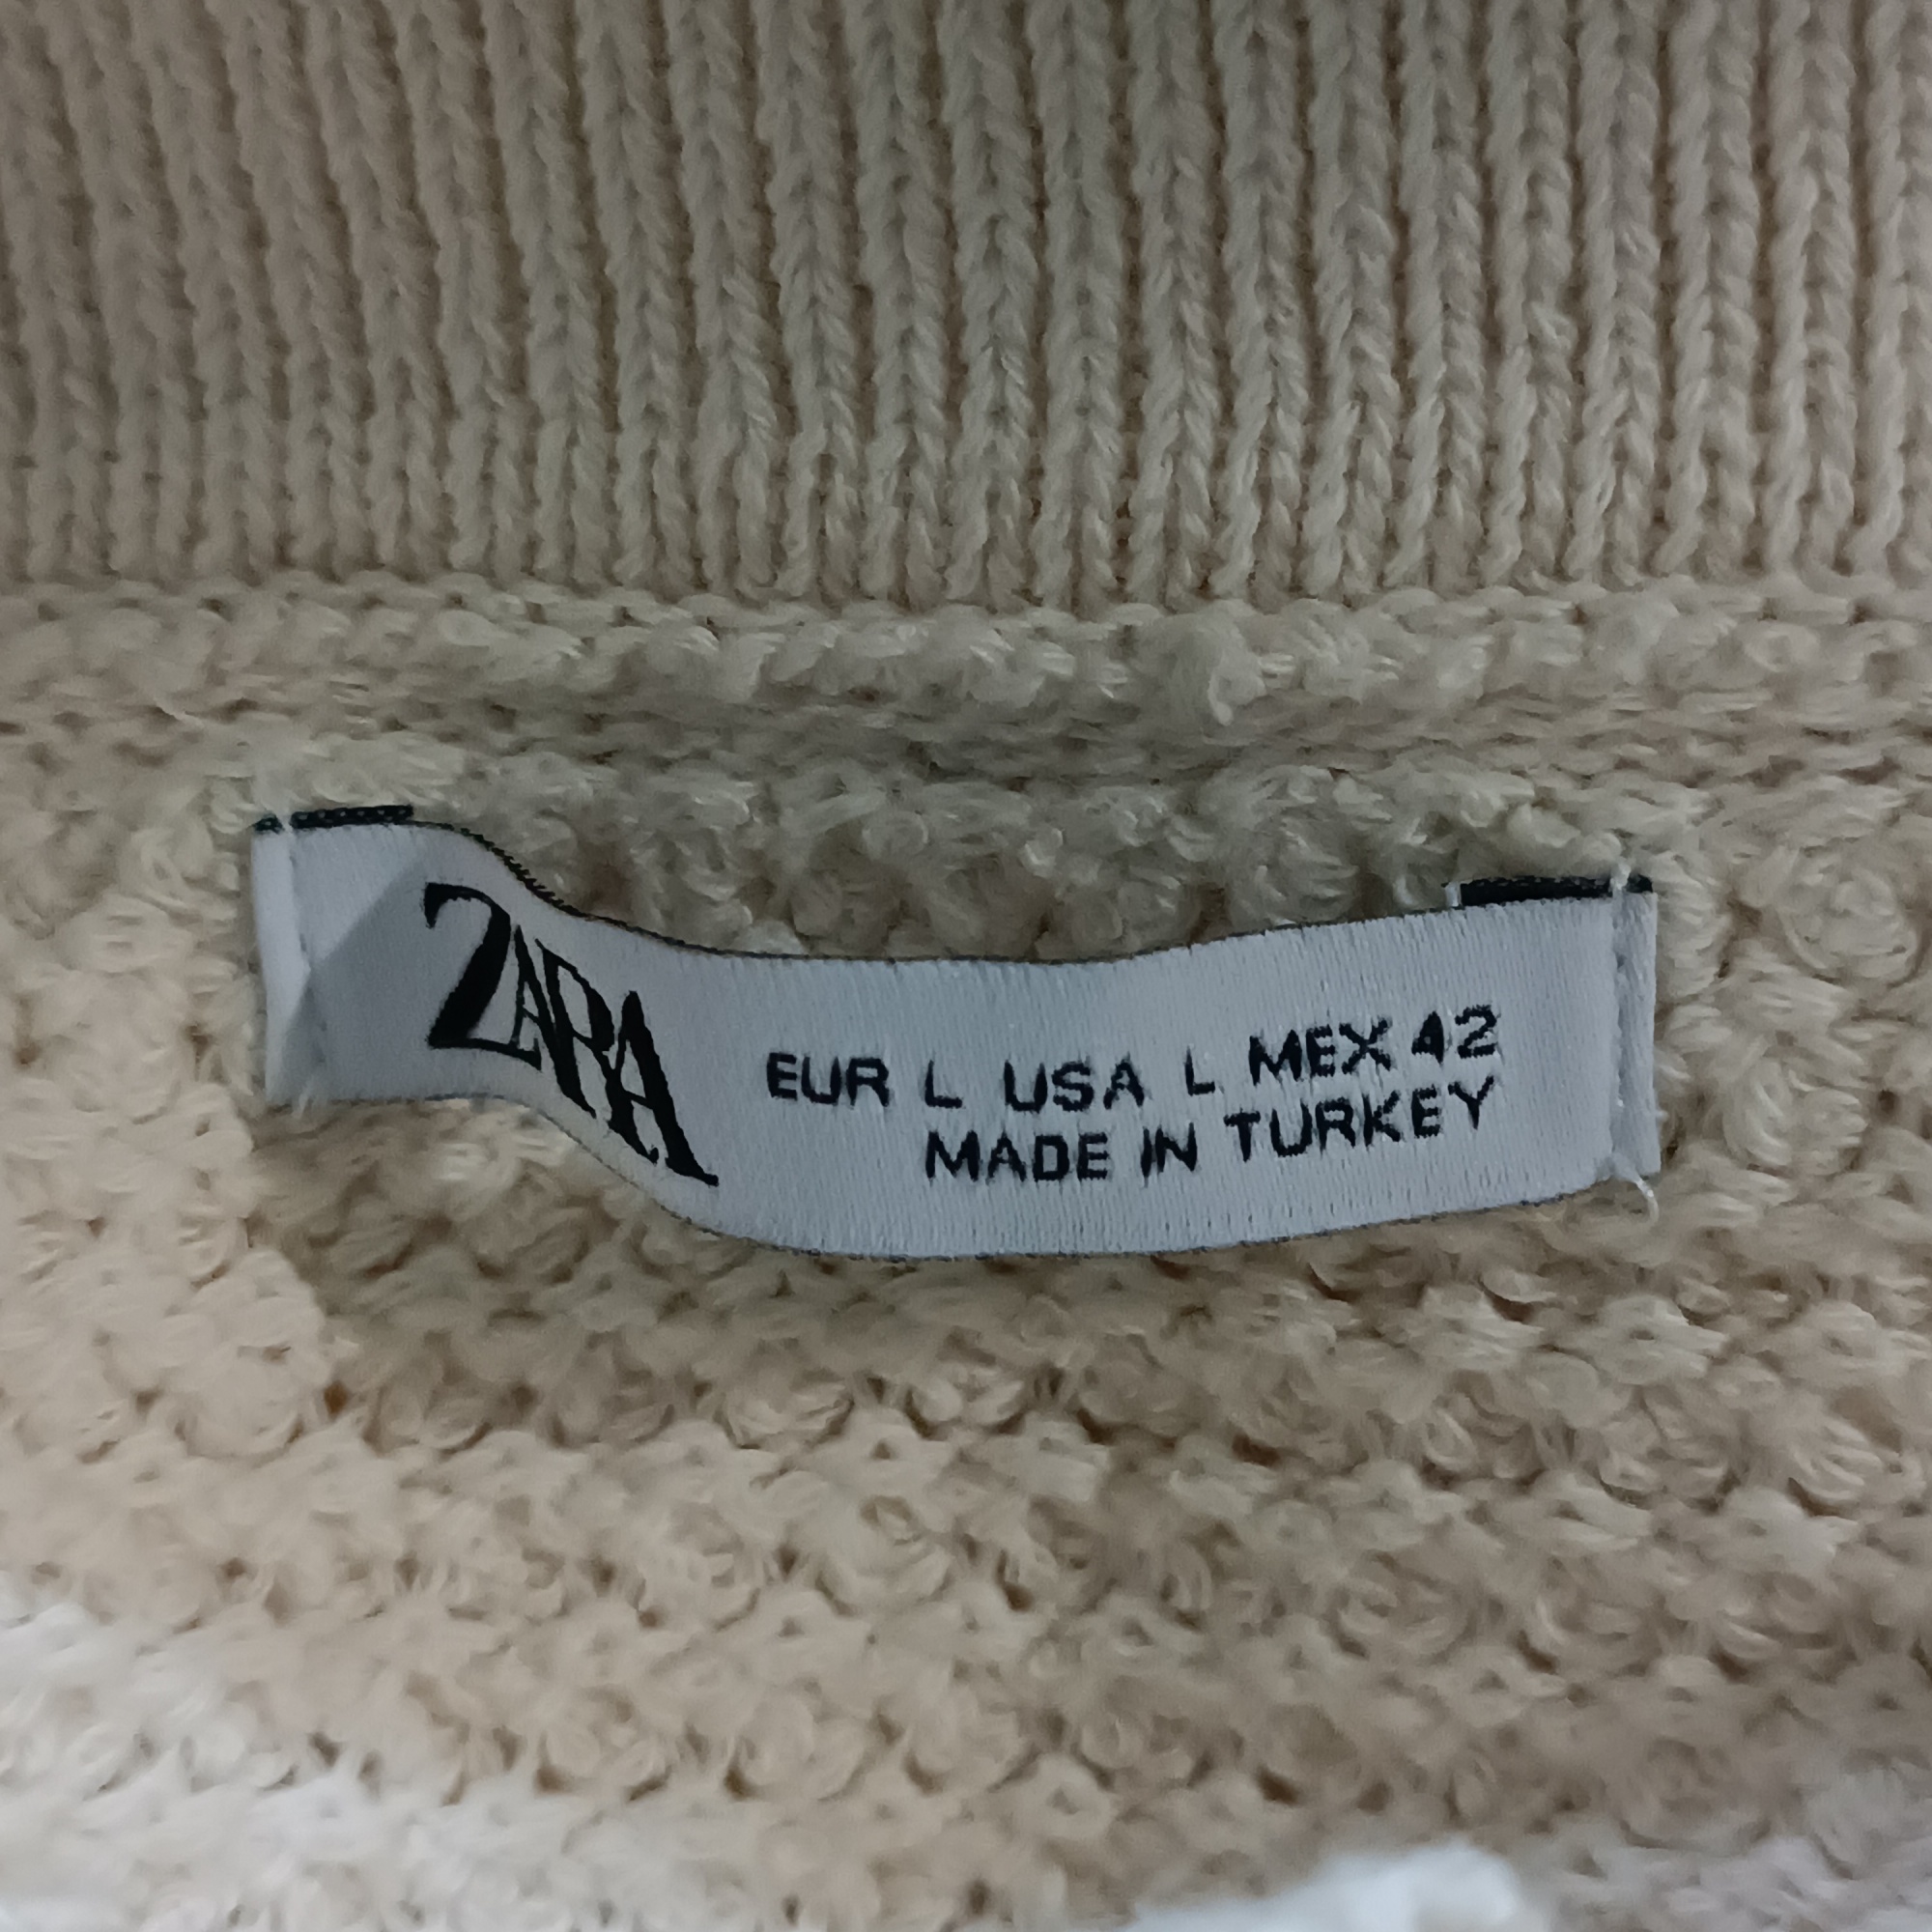 ZARA
EUR L USA L MEX 42
MADE IN TURKEY